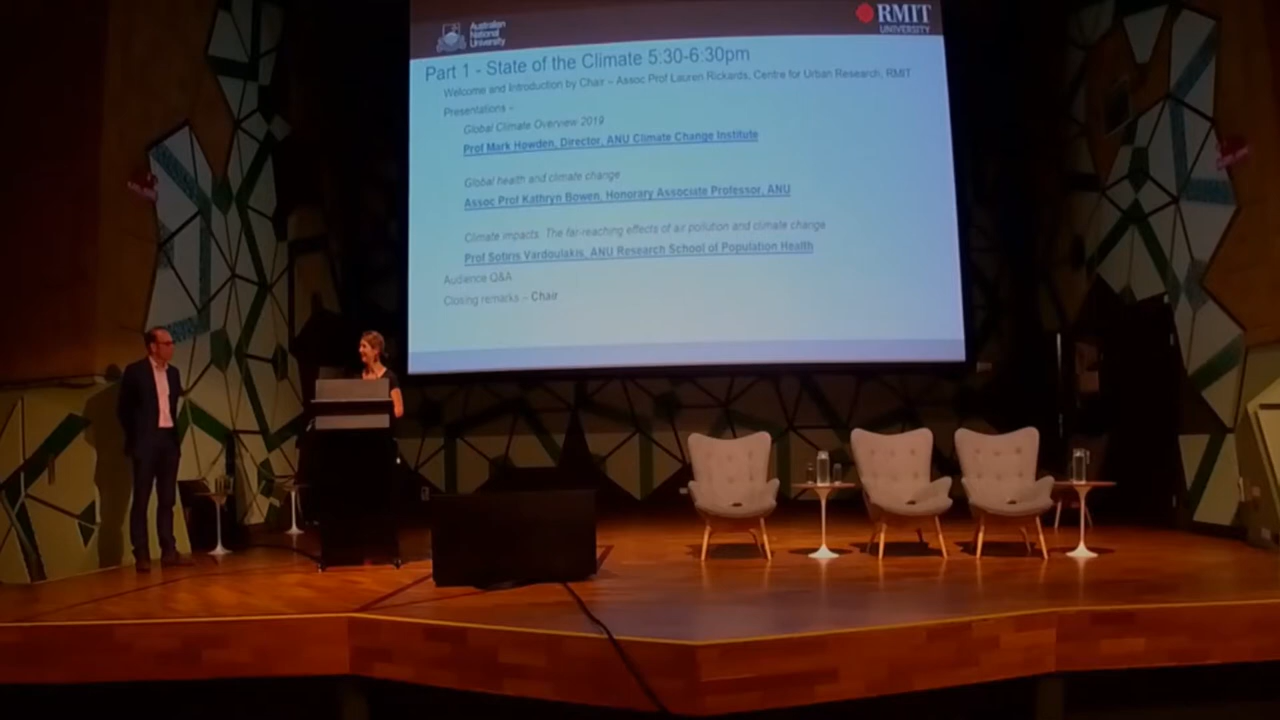 Australian
National
University
RMIT
UNIVERSITY
Part 1 - State of the Climate 5:30-6:30pm
Welcome and Introduction by Chair – Assoc Prof Lauren Rickards, Centre for Urban Research, RMIT
Presentations –
Global Climate Overview 2019
Prof Mark Howden, Director, ANU Climate Change Institute
Global health and climate change
Assoc Prof Kathryn Bowen, Honorary Associate Professor, ANU
Climate impacts. The far-reaching effects of air pollution and climate change
Prof Sotiris Vardoulakis, ANU Research School of Population Health
Audience Q&A
Closing remarks – Chair